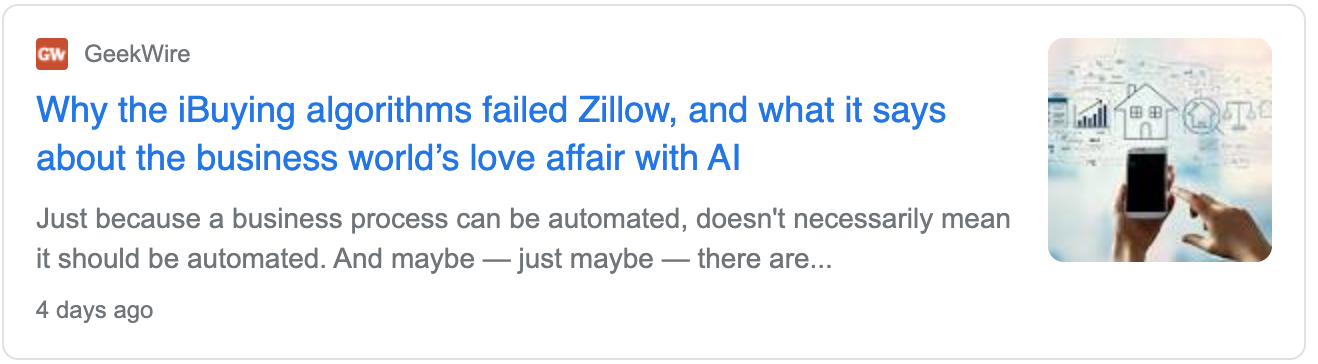 GW GeekWire
Why the iBuying algorithms failed Zillow, and what it says
about the business world’s love affair with AI
Just because a business process can be automated, doesn't necessarily mean
it should be automated. And maybe — just maybe — there are...
4 days ago